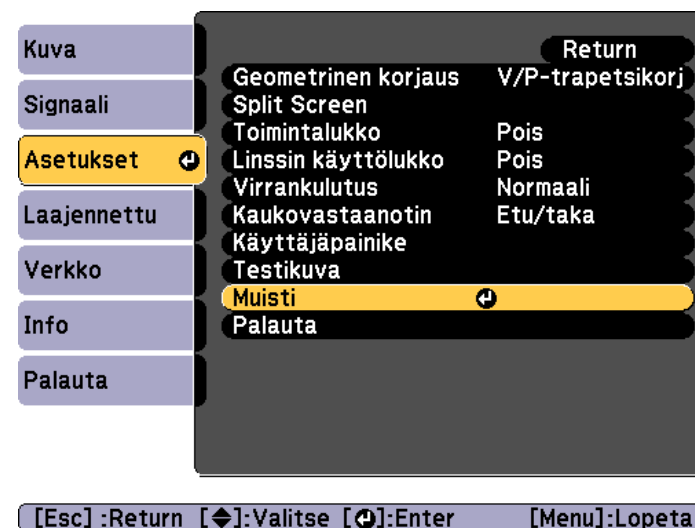 Kuva
Signaali
Asetukset
Laajennettu
Verkko
Info
Palauta
Return
Geometrinen korjaus V/P-trapetsikorj
Split Screen
Toimintalukko Pois
Linssin käyttölukko Pois
Virrankulutus Normaali
Kaukovastaanotin Etu/taka
Käyttäjäpainike
Testikuva
Muisti
Palauta
[Esc] :Return [◆]:Valitse [↵]:Enter [Menu]:Lopeta